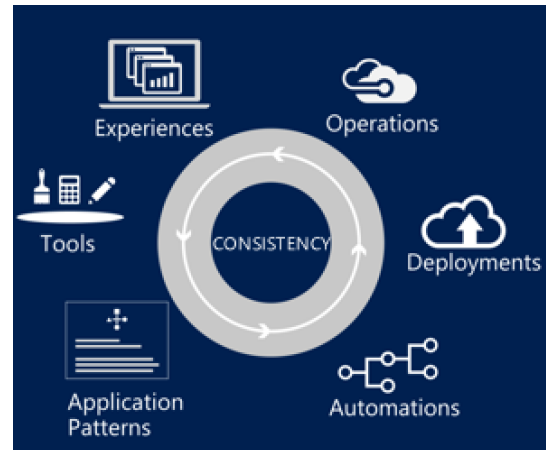 Experiences
Operations
Tools
CONSISTENCY
Deployments
Application
Patterns
Automations